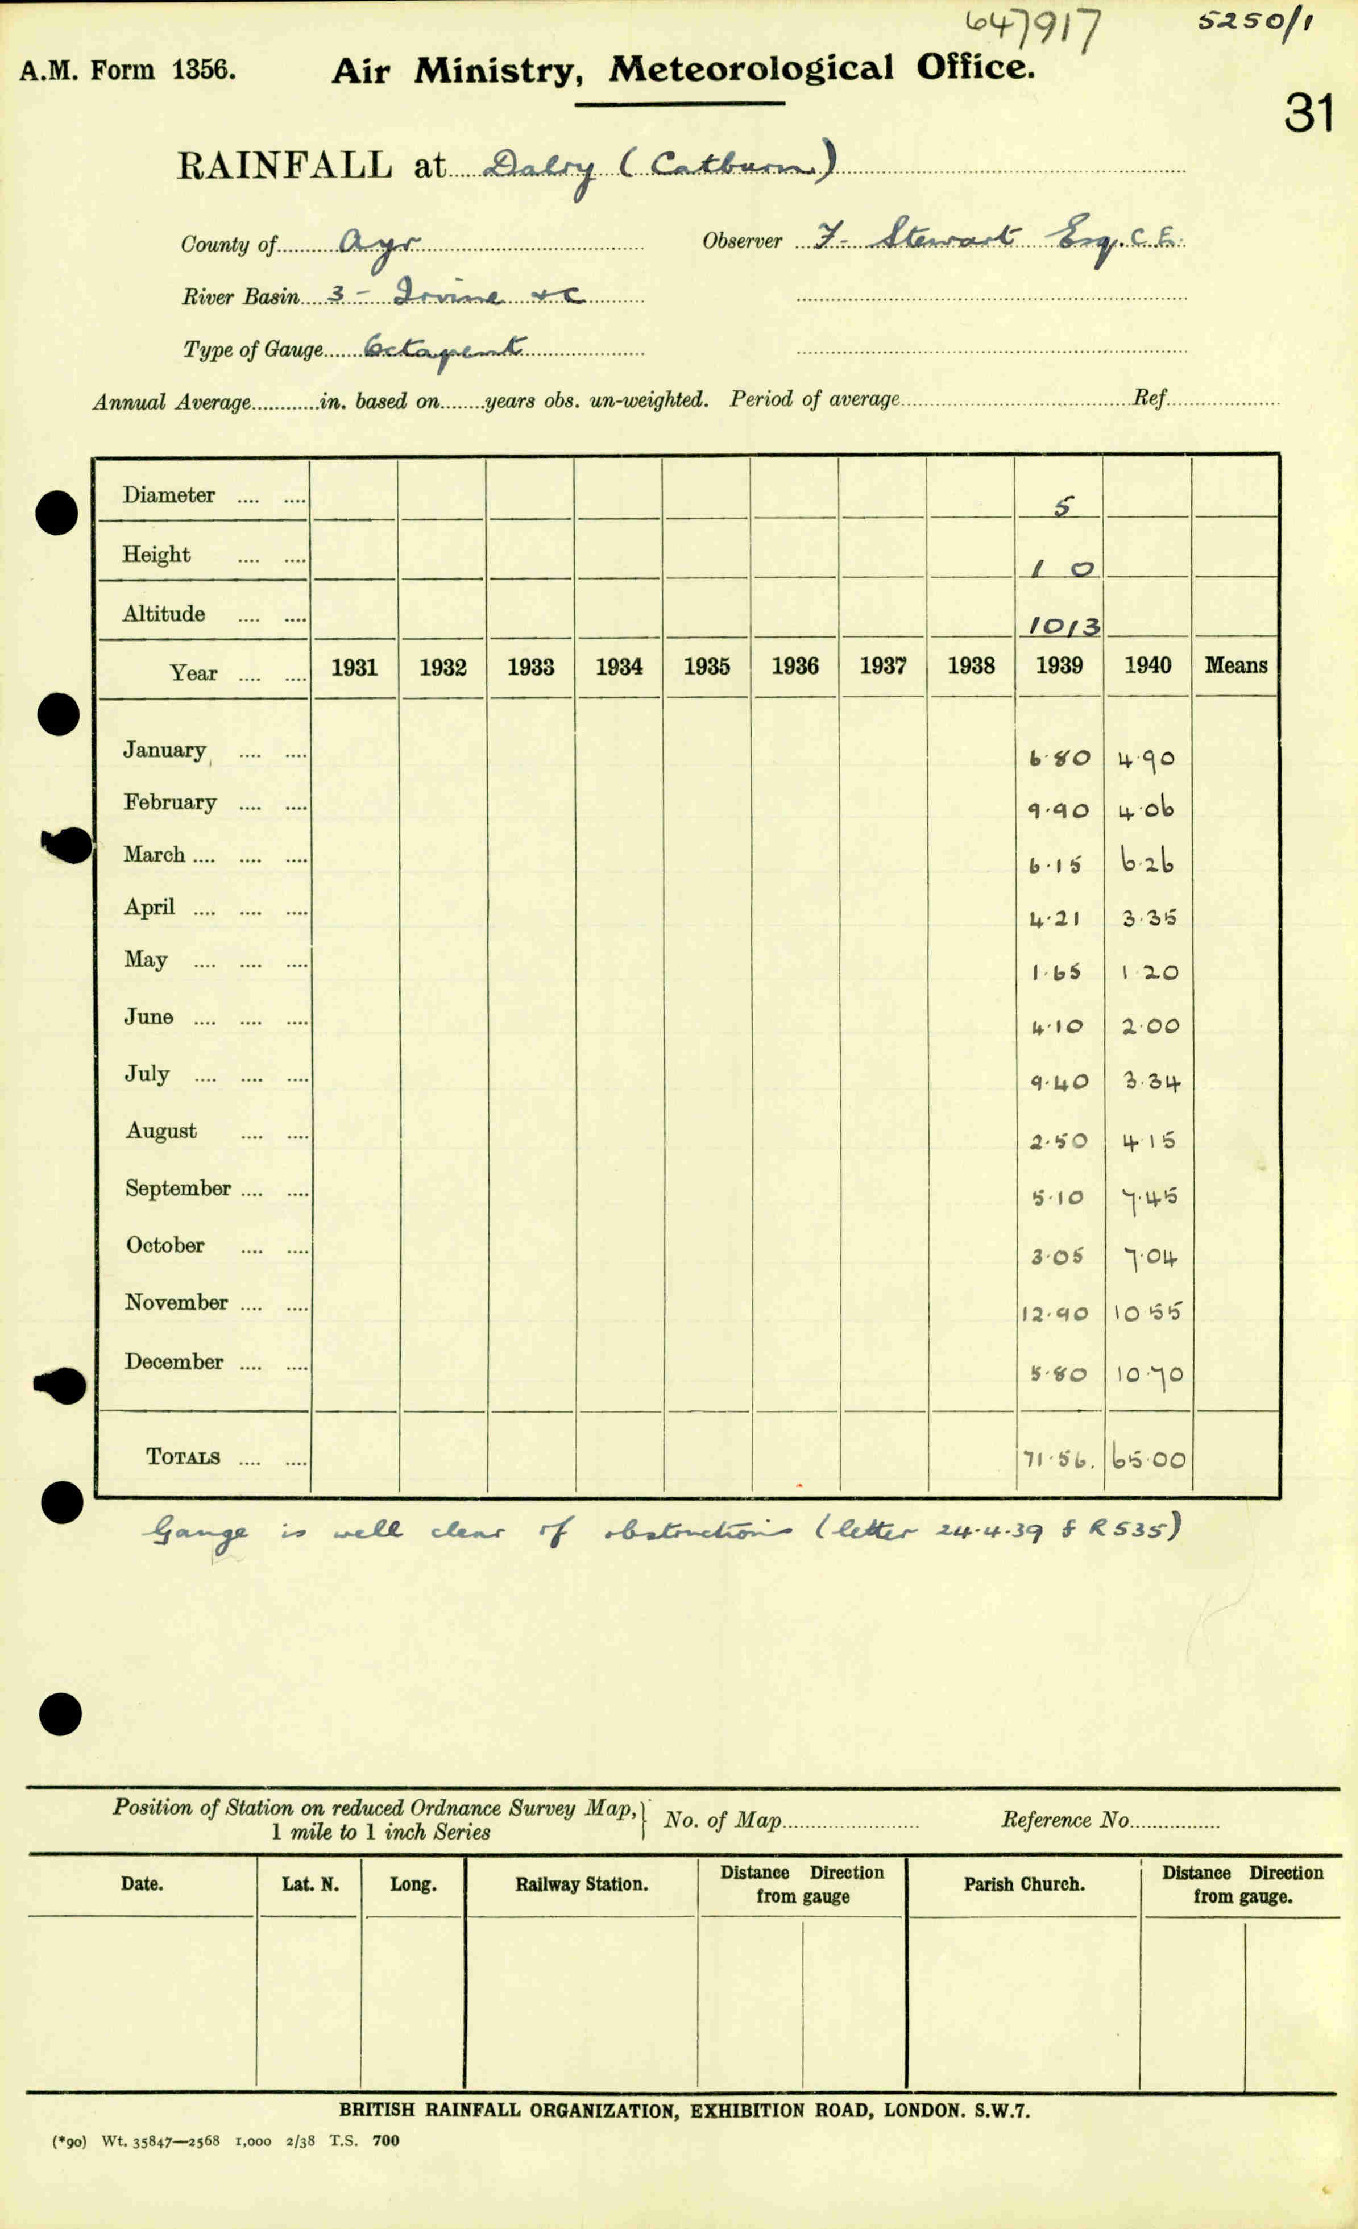 647917 5250/1
A.M. Form 1356. Air Ministry, Meteorological Office.
31
RAINFALL at Dalry (Catburn)
County of Ayr Observer F. Stewart Esq. C.E.
River Basin 3 - Irvine &c
Type of Gauge Octapent
Annual Average............in. based on........years obs. un-weighted. Period of average.................... Ref....................
Diameter .... .... 5
Height .... .... 1 0
Altitude .... .... 1013
Year .... .... 1931 1932 1933 1934 1935 1936 1937 1938 1939 1940 Means
January .... .... 6.80 4.90
February .... .... 9.90 4.06
March .... .... .... 6.15 6.26
April .... .... .... 4.21 3.35
May .... .... .... 1.65 1.20
June .... .... .... 4.10 2.00
July .... .... .... 9.40 3.34
August .... .... 2.50 4.15
September .... .... 5.10 7.45
October .... .... 3.05 7.04
November .... .... 12.90 10.55
December .... .... 5.80 10.70
TOTALS .... .... 71.56. 65.00
Gauge is well clear of obstructions (letter 24.4.39 & R535)
Position of Station on reduced Ordnance Survey Map,} No. of Map.................... Reference No....................
1 mile to 1 inch Series
Date. Lat. N. Long. Railway Station. Distance Direction from gauge Parish Church. Distance Direction from gauge.
BRITISH RAINFALL ORGANIZATION, EXHIBITION ROAD, LONDON. S.W.7.
(*90) Wt. 35847—2568 1,000 2/38 T.S. 700